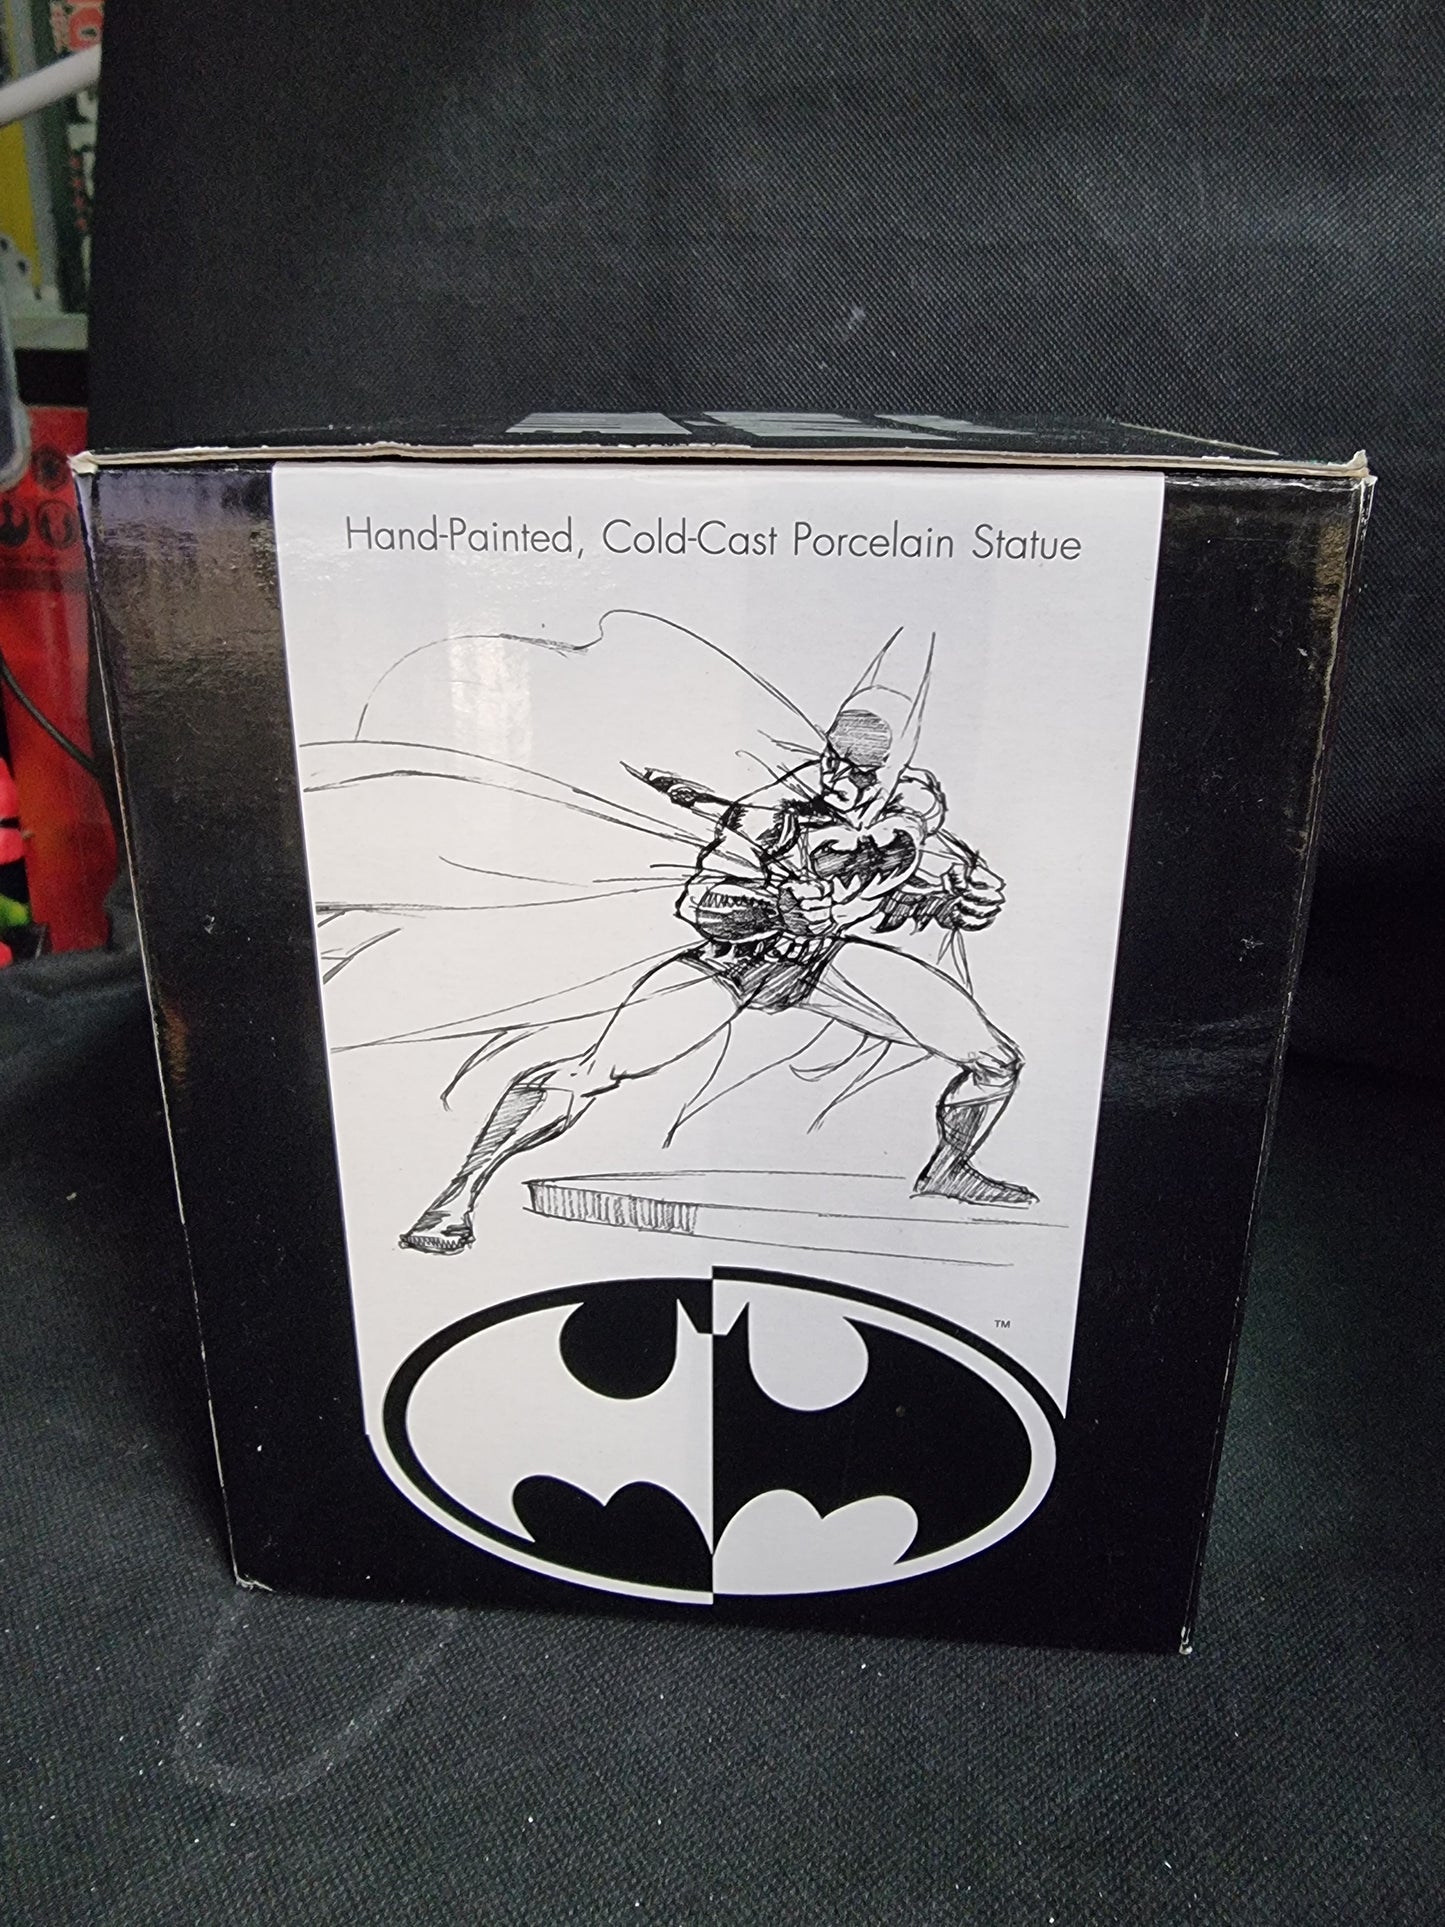 Hand-Painted, Cold-Cast Porcelain Statue
TM